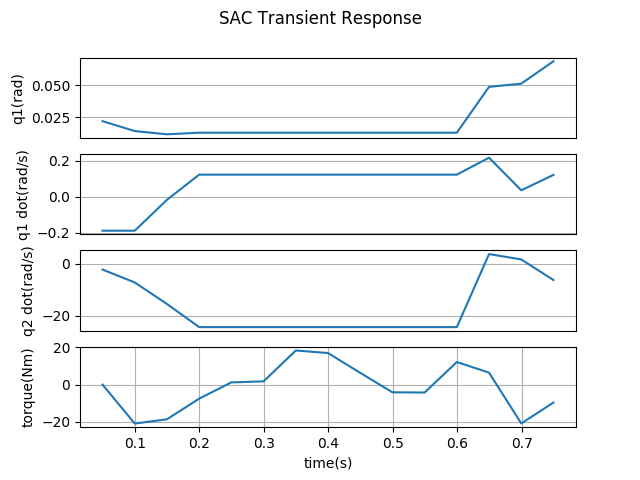 SAC Transient Response
q1(rad)
0.050
0.025
q1 dot(rad/s)
0.2
0.0
−0.2
q2 dot(rad/s)
0
−20
torque(Nm)
20
0
−20
0.1 0.2 0.3 0.4 0.5 0.6 0.7
time(s)